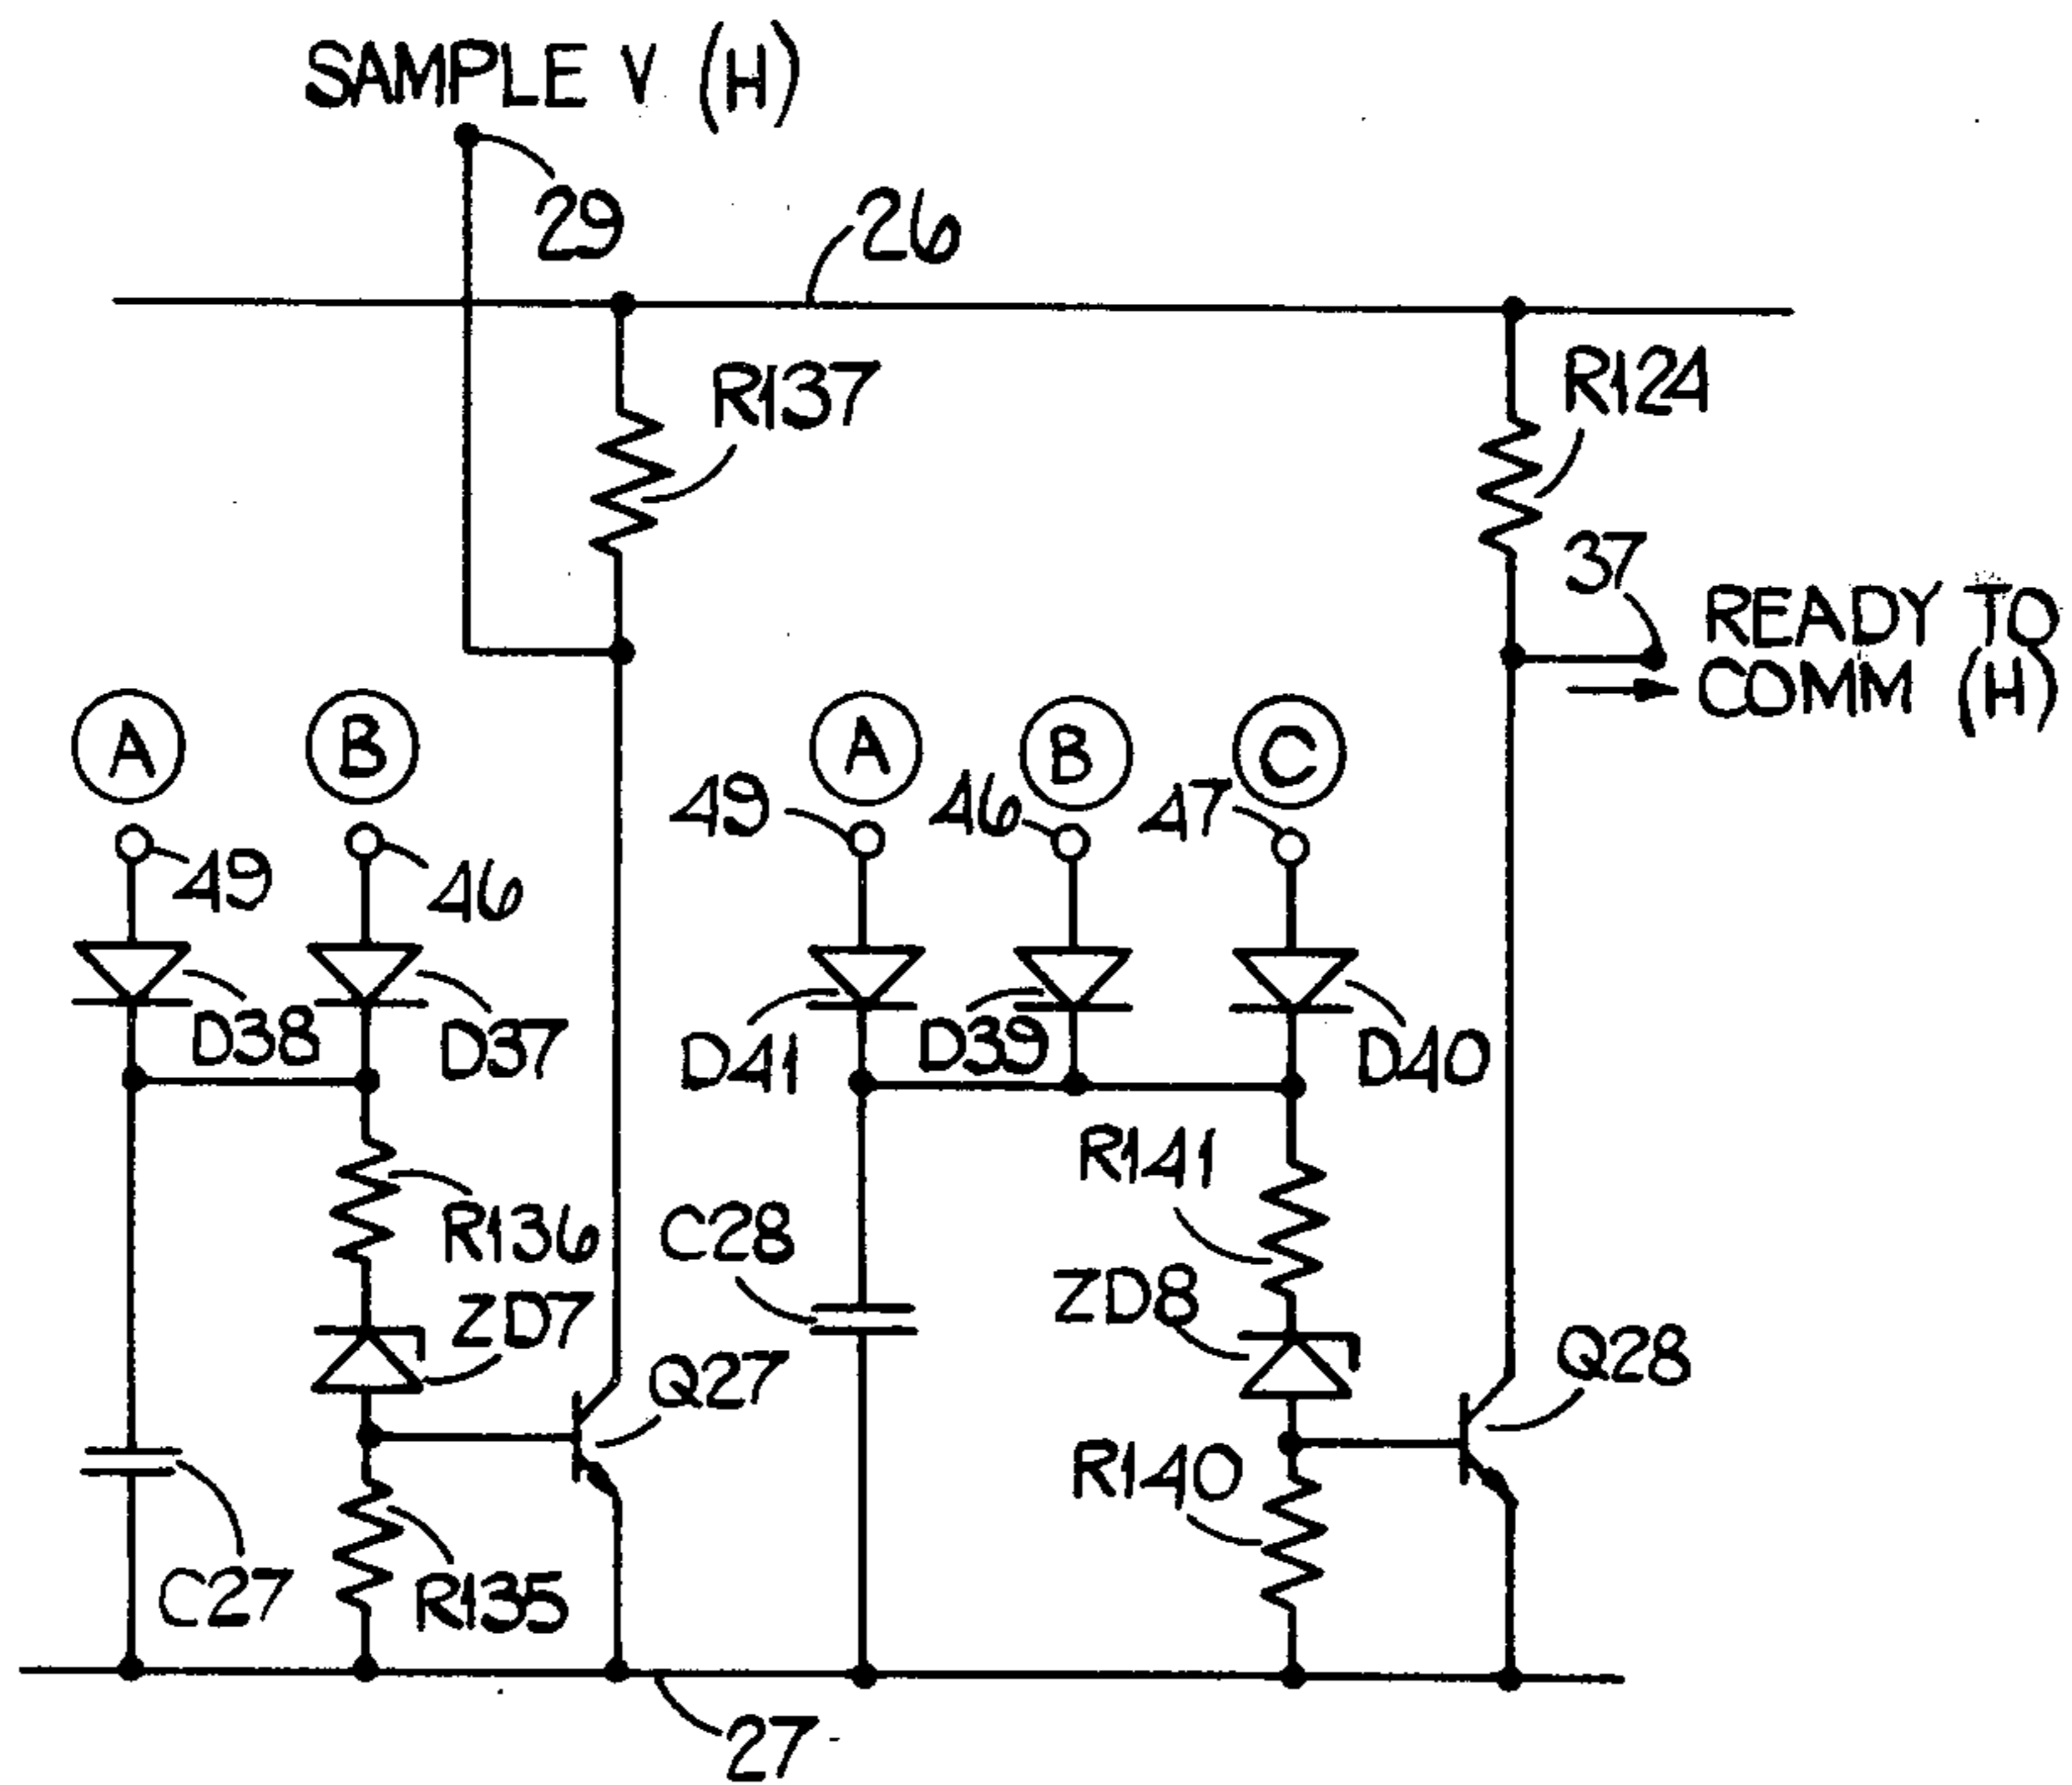 SAMPLE V (H)
29
26
R137
R124
37
READY TO
COMM (H)
A
B
A
B
C
49
46
49
46
47
D38
D37
D41
D39
D40
R136
C28
R141
ZD7
ZD8
Q27
Q28
R140
C27
R135
27